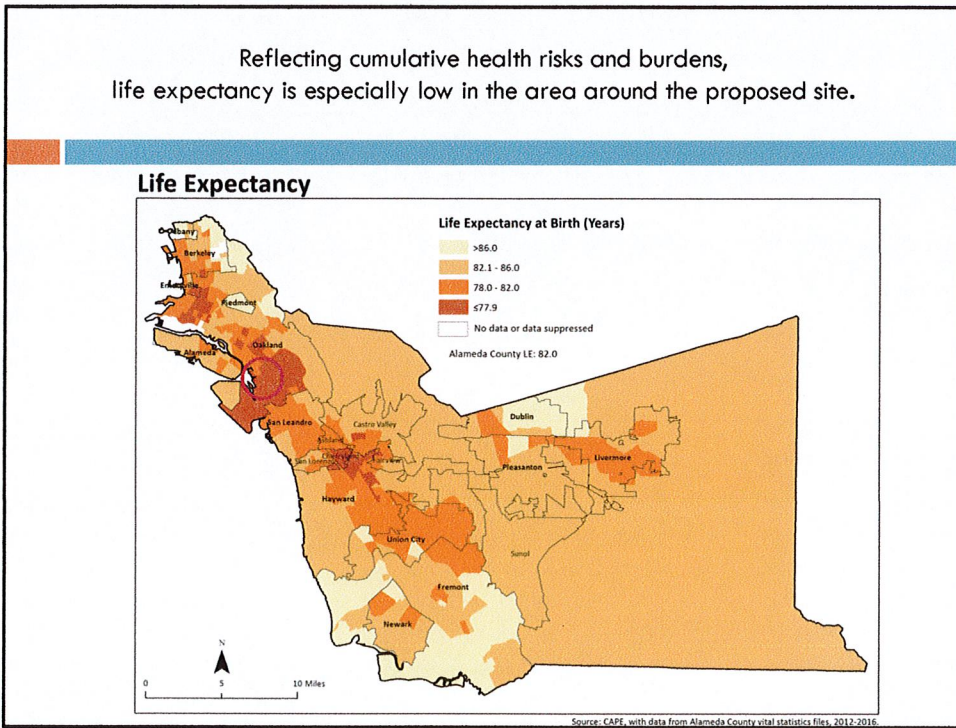 Reflecting cumulative health risks and burdens,
life expectancy is especially low in the area around the proposed site.
Life Expectancy
Life Expectancy at Birth (Years)
>86.0
82.1 - 86.0
78.0 - 82.0
≤77.9
No data or data suppressed
Alameda County LE: 82.0
Albany
Berkeley
Emeryville
Piedmont
Oakland
Alameda
San Leandro
Castro Valley
Ashland
Cherryland
San Lorenzo
Fairview
Hayward
Dublin
Pleasanton
Livermore
Union City
Sunol
Fremont
Newark
N
0 5 10 Miles
Source: CAPE, with data from Alameda County vital statistics files, 2012-2016.